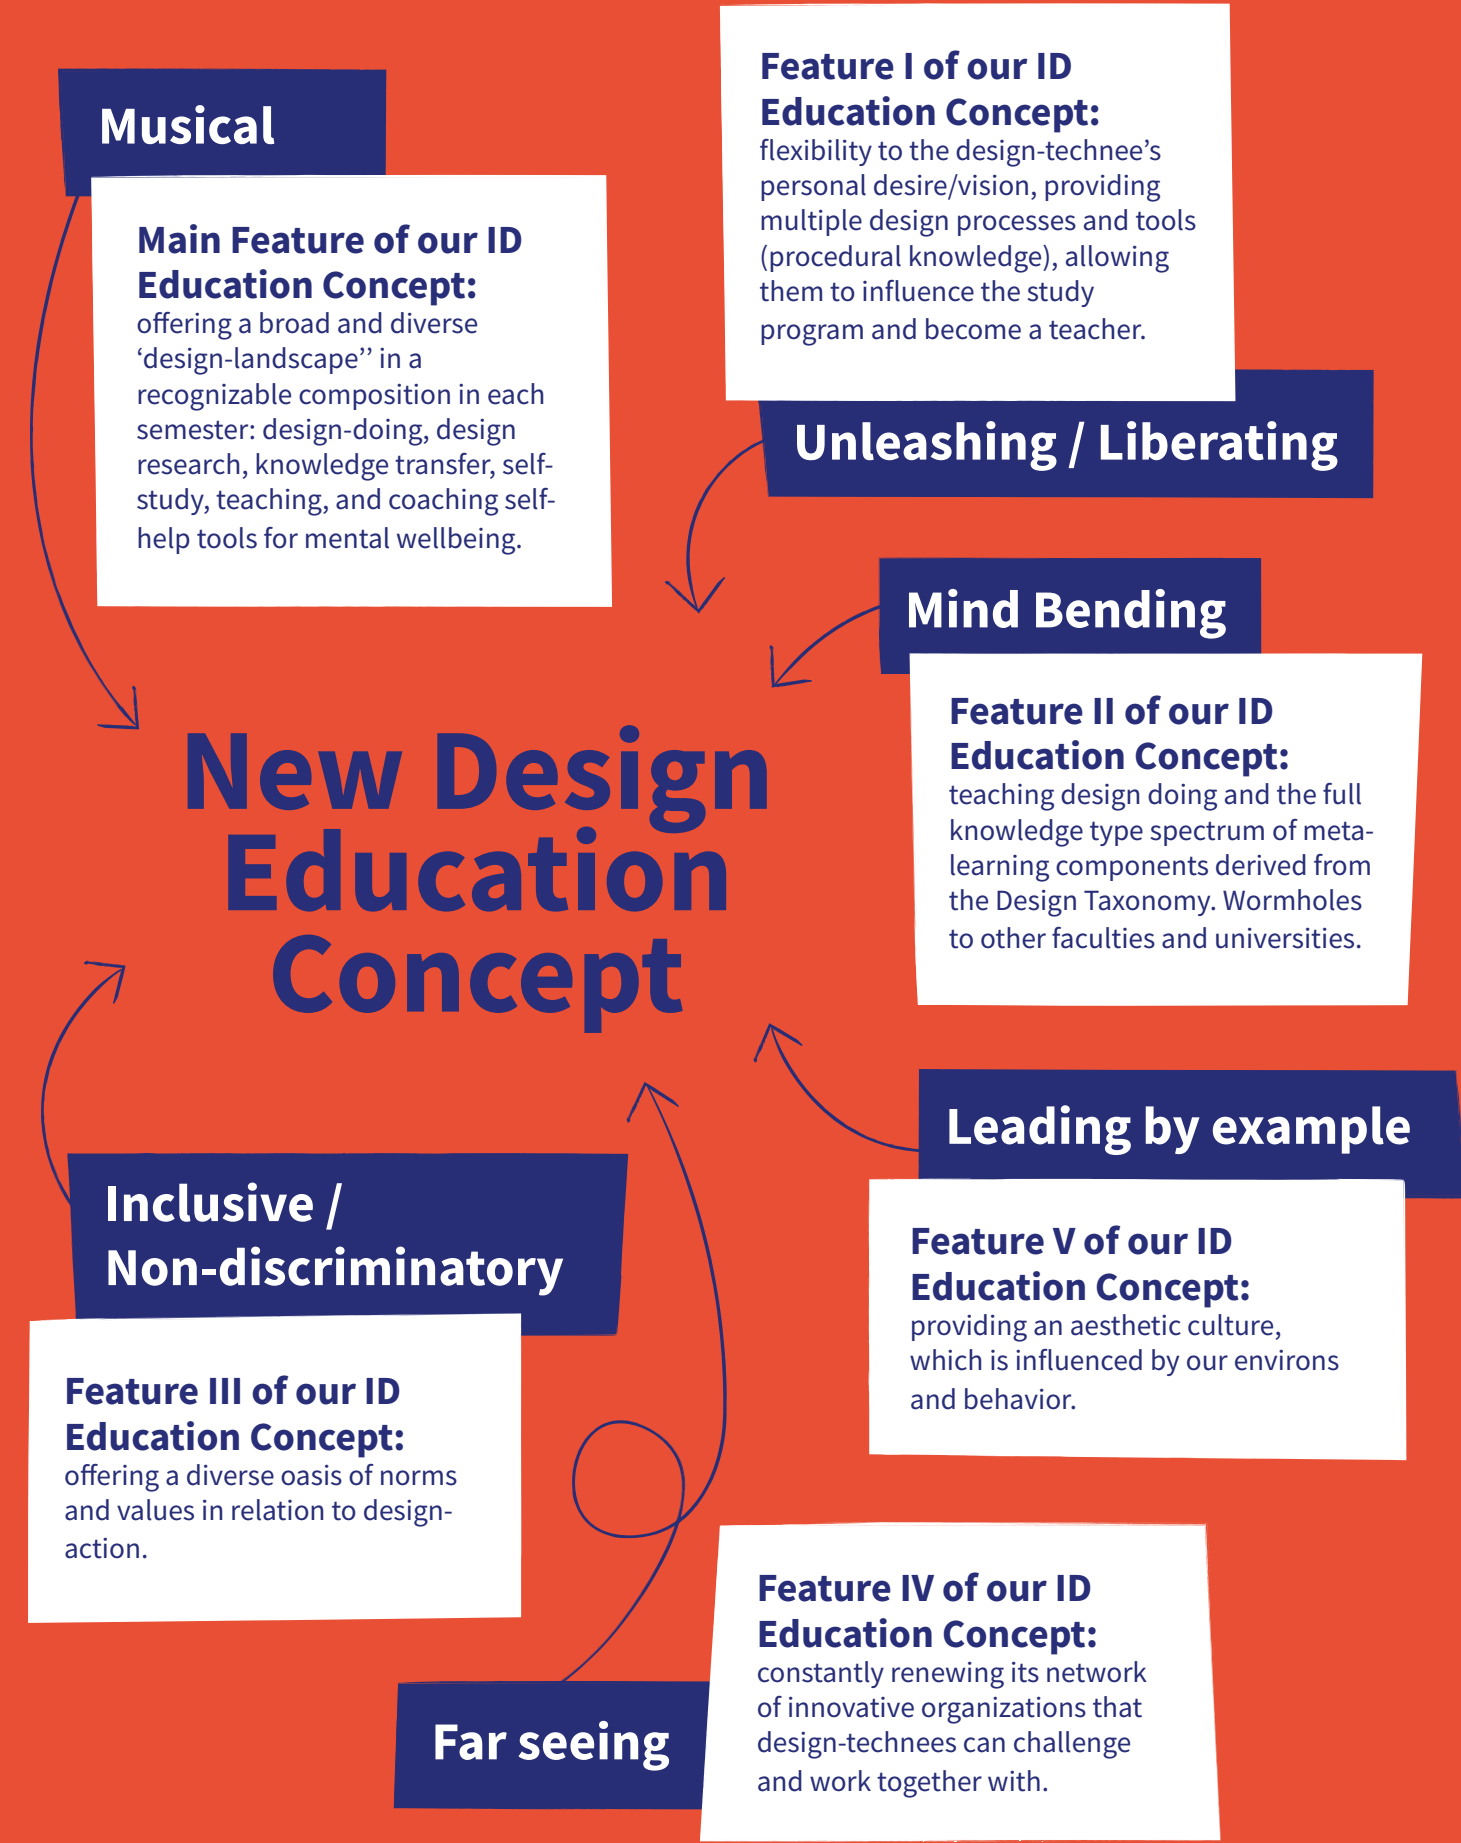 Musical
Main Feature of our ID
Education Concept:
offering a broad and diverse
‘design-landscape’’ in a
recognizable composition in each
semester: design-doing, design
research, knowledge transfer, self-
study, teaching, and coaching self-
help tools for mental wellbeing.
Feature I of our ID
Education Concept:
flexibility to the design-technee’s
personal desire/vision, providing
multiple design processes and tools
(procedural knowledge), allowing
them to influence the study
program and become a teacher.
Unleashing / Liberating
Mind Bending
Feature II of our ID
Education Concept:
teaching design doing and the full
knowledge type spectrum of meta-
learning components derived from
the Design Taxonomy. Wormholes
to other faculties and universities.
New Design
Education
Concept
Leading by example
Feature V of our ID
Education Concept:
providing an aesthetic culture,
which is influenced by our environs
and behavior.
Inclusive /
Non-discriminatory
Feature III of our ID
Education Concept:
offering a diverse oasis of norms
and values in relation to design-
action.
Far seeing
Feature IV of our ID
Education Concept:
constantly renewing its network
of innovative organizations that
design-technees can challenge
and work together with.